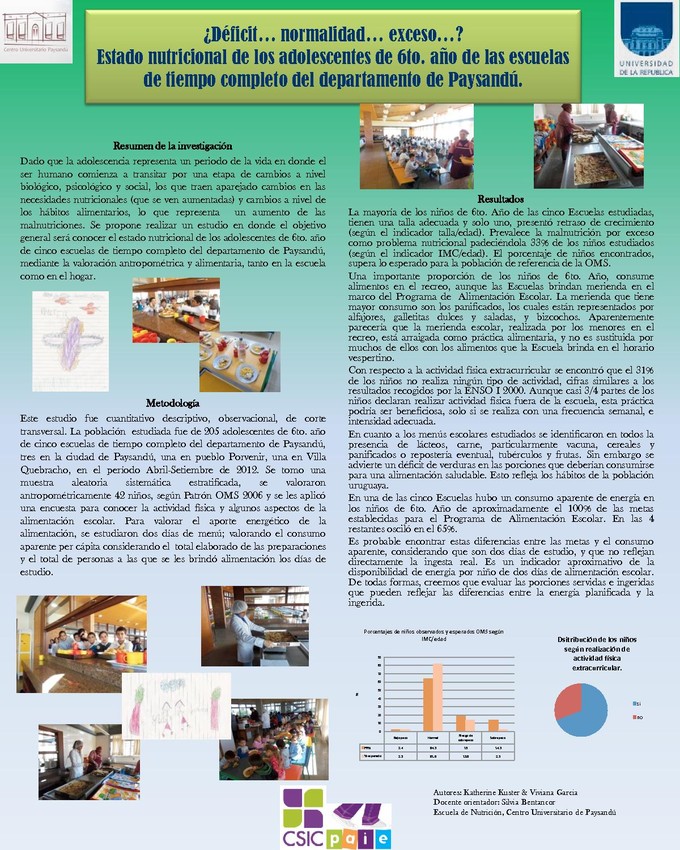 Centro Universitario Paysandú
¿Déficit... normalidad... exceso...?
Estado nutricional de los adolescentes de 6to. año de las escuelas
de tiempo completo del departamento de Paysandú.
UNIVERSIDAD
DE LA REPUBLICA
Resumen de la investigación
Dado que la adolescencia representa un periodo de la vida en donde el
ser humano comienza a transitar por una etapa de cambios a nivel
biológico, psicológico y social, los que traen aparejado cambios en las
necesidades nutricionales (que se ven aumentadas) y cambios a nivel de
los hábitos alimentarios, lo que representa un aumento de las
malnutriciones. Se propone realizar un estudio en donde el objetivo
general será conocer el estado nutricional de los adolescentes de 6to. año
de cinco escuelas de tiempo completo del departamento de Paysandú,
mediante la valoración antropométrica y alimentaria, tanto en la escuela
como en el hogar.
Metodología
Este estudio fue cuantitativo descriptivo, observacional, de corte
transversal. La población estudiada fue de 205 adolescentes de 6to. año
de cinco escuelas de tiempo completo del departamento de Paysandú,
tres en la ciudad de Paysandú, una en pueblo Porvenir, una en Villa
Quebracho, en el período Abril-Setiembre de 2012. Se tomo una
muestra aleatoria sistemática estratificada, se valoraron
antropométricamente 42 niños, según Patrón OMS 2006 y se les aplicó
una encuesta para conocer la actividad física y algunos aspectos de la
alimentación escolar. Para valorar el aporte energético de la
alimentación, se estudiaron dos días de menú; valorando el consumo
aparente per cápita considerando el total elaborado de las preparaciones
y el total de personas a las que se les brindó alimentación los días de
estudio.
Resultados
La mayoría de los niños de 6to. Año de las cinco Escuelas estudiadas,
tienen una talla adecuada y solo uno, presentó retraso de crecimiento
(según el indicador talla/edad). Prevalece la malnutrición por exceso
como problema nutricional padeciéndola 33% de los niños estudiados
(según el indicador IMC/edad). El porcentaje de niños encontrados,
supera lo esperado para la población de referencia de la OMS.
Una importante proporción de los niños de 6to. Año, consume
alimentos en el recreo, aunque las Escuelas brindan merienda en el
marco del Programa de Alimentación Escolar. La merienda que tiene
mayor consumo son los panificados, los cuales están representados por
alfajores, galletitas dulces y saladas, y bizcochos. Aparentemente
parecería que la merienda escolar, realizada por los menores en el
recreo, está arraigada como práctica alimentaria, y no es sustituida por
muchos de ellos con los alimentos que la Escuela brinda en el horario
vespertino.
Con respecto a la actividad física extracurricular se encontró que el 31%
de los niños no realiza ningún tipo de actividad, cifras similares a los
resultados recogidos por la ENSO I 2000. Aunque casi 3/4 partes de los
niños declaran realizar actividad física fuera de la escuela, esta práctica
podría ser beneficiosa, solo si se realiza con una frecuencia semanal, e
intensidad adecuada.
En cuanto a los menús escolares estudiados se identificaron en todos la
presencia de lácteos, carne, particularmente vacuna, cereales y
panificados o repostería eventual, tubérculos y frutas. Sin embargo se
advierte un déficit de verduras en las porciones que deberían consumirse
para una alimentación saludable. Esto refleja los hábitos de la población
uruguaya.
En una de las cinco Escuelas hubo un consumo aparente de energía en
los niños de 6to. Año de aproximadamente el 100% de las metas
establecidas para el Programa de Alimentación Escolar. En las 4
restantes osciló en el 65%.
Es probable encontrar estas diferencias entre las metas y el consumo
aparente, considerando que son dos días de estudio, y que no reflejan
directamente la ingesta real. Es un indicador aproximativo de la
disponibilidad de energía por niño de dos días de alimentación escolar.
De todas formas, creemos que evaluar las porciones servidas e ingeridas
que pueden reflejar las diferencias entre la energía planificada y la
ingerida.
Porcentajes de niños observados y esperados OMS según
IMC/edad
Dsitribución de los niños
según realización de
actividad física
extracurricular.
Autores: Katherine Kuster & Viviana Garcia
Docente orientador: Silvia Bentancor
Escuela de Nutrición, Centro Universitario de Paysandú
CSIC paie